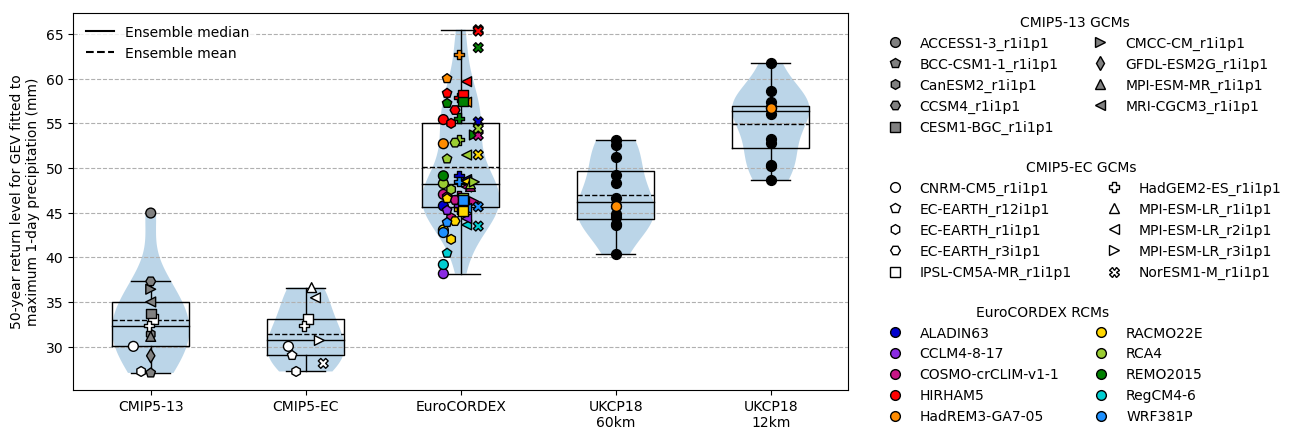 50-year return level for GEV fitted to
maximum 1-day precipitation (mm)
65
60
55
50
45
40
35
30
Ensemble median
Ensemble mean
CMIP5-13
CMIP5-EC
EuroCORDEX
UKCP18
60km
UKCP18
12km
CMIP5-13 GCMs
ACCESS1-3_r1i1p1
BCC-CSM1-1_r1i1p1
CanESM2_r1i1p1
CCSM4_r1i1p1
CESM1-BGC_r1i1p1
CMCC-CM_r1i1p1
GFDL-ESM2G_r1i1p1
MPI-ESM-MR_r1i1p1
MRI-CGCM3_r1i1p1
CMIP5-EC GCMs
CNRM-CM5_r1i1p1
EC-EARTH_r12i1p1
EC-EARTH_r1i1p1
EC-EARTH_r3i1p1
IPSL-CM5A-MR_r1i1p1
HadGEM2-ES_r1i1p1
MPI-ESM-LR_r1i1p1
MPI-ESM-LR_r2i1p1
MPI-ESM-LR_r3i1p1
NorESM1-M_r1i1p1
EuroCORDEX RCMs
ALADIN63
CCLM4-8-17
COSMO-crCLIM-v1-1
HIRHAM5
HadREM3-GA7-05
RACMO22E
RCA4
REMO2015
RegCM4-6
WRF381P